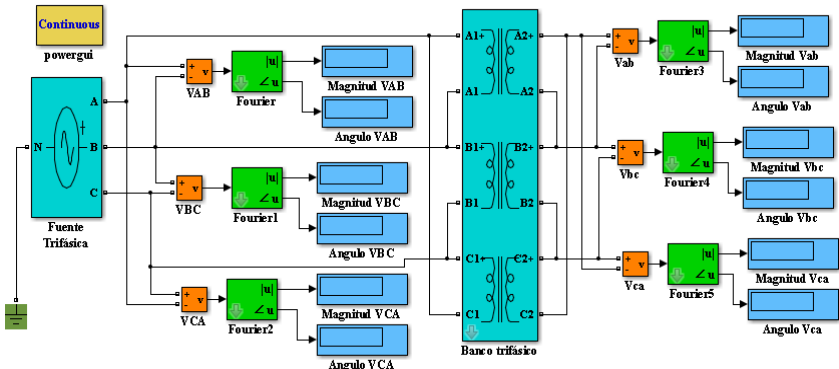 Continuous
powergui
N
A
B
C
Fuente
Trifásica
+
-
v
VAB
|u|
∠u
Fourier
Magnitud VAB
Angulo VAB
+
-
v
VBC
|u|
∠u
Fourier1
Magnitud VBC
Angulo VBC
+
-
v
VCA
|u|
∠u
Fourier2
Magnitud VCA
Angulo VCA
A1+
A2+
A1
A2
B1+
B2+
B1
B2
C1+
C2+
C1
C2
Banco trifásico
+
-
v
Vab
|u|
∠u
Fourier3
Magnitud Vab
Angulo Vab
+
-
v
Vbc
|u|
∠u
Fourier4
Magnitud Vbc
Angulo Vbc
+
-
v
Vca
|u|
∠u
Fourier5
Magnitud Vca
Angulo Vca